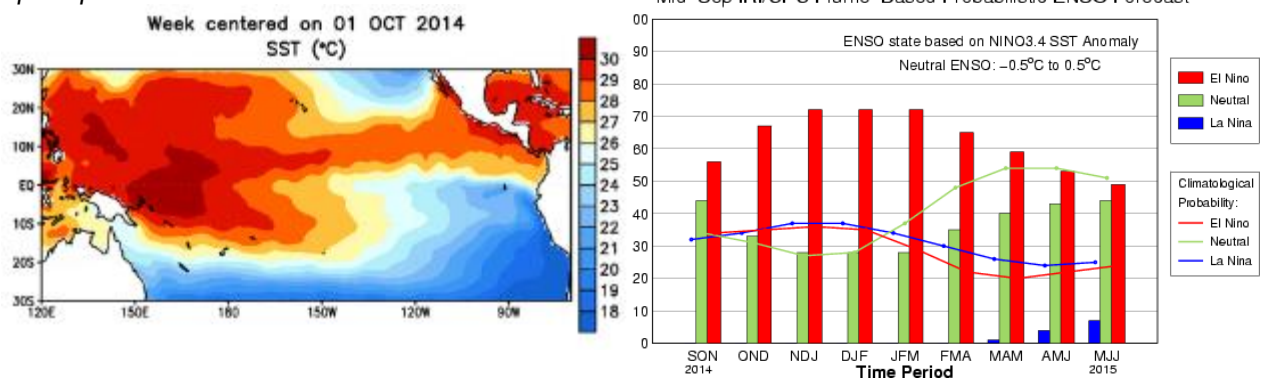 Week centered on 01 OCT 2014
SST (°C)
30N
20N
10N
EQ
10S
20S
30S
120E 150E 180 150W 120W 90W
30
29
28
27
26
25
24
23
22
21
20
19
18
ENSO state based on NINO3.4 SST Anomaly
Neutral ENSO: −0.5°C to 0.5°C
00
90
80
70
60
50
40
30
20
10
0
SON OND NDJ DJF JFM FMA MAM AMJ MJJ
2014 2015
Time Period
El Nino
Neutral
La Nina
Climatological
Probability:
El Nino
Neutral
La Nina